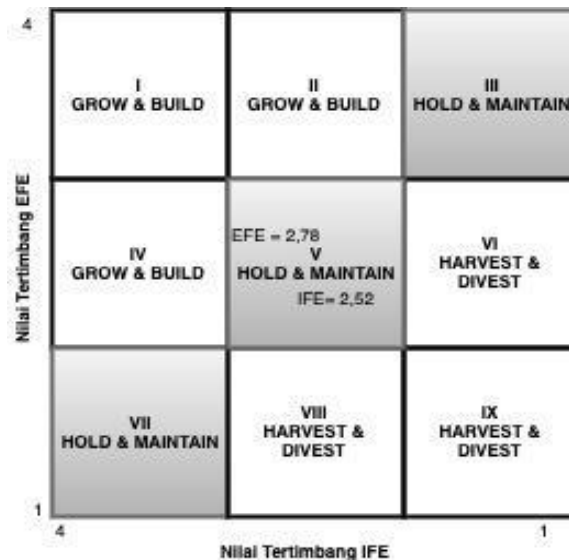 4
I
GROW & BUILD
II
GROW & BUILD
III
HOLD & MAINTAIN
Nilai Tertimbang EFE
IV
GROW & BUILD
EFE = 2,78
V
HOLD & MAINTAIN
IFE= 2,52
VI
HARVEST &
DIVEST
VII
HOLD & MAINTAIN
VIII
HARVEST &
DIVEST
IX
HARVEST &
DIVEST
1
4
1
Nilai Tertimbang IFE